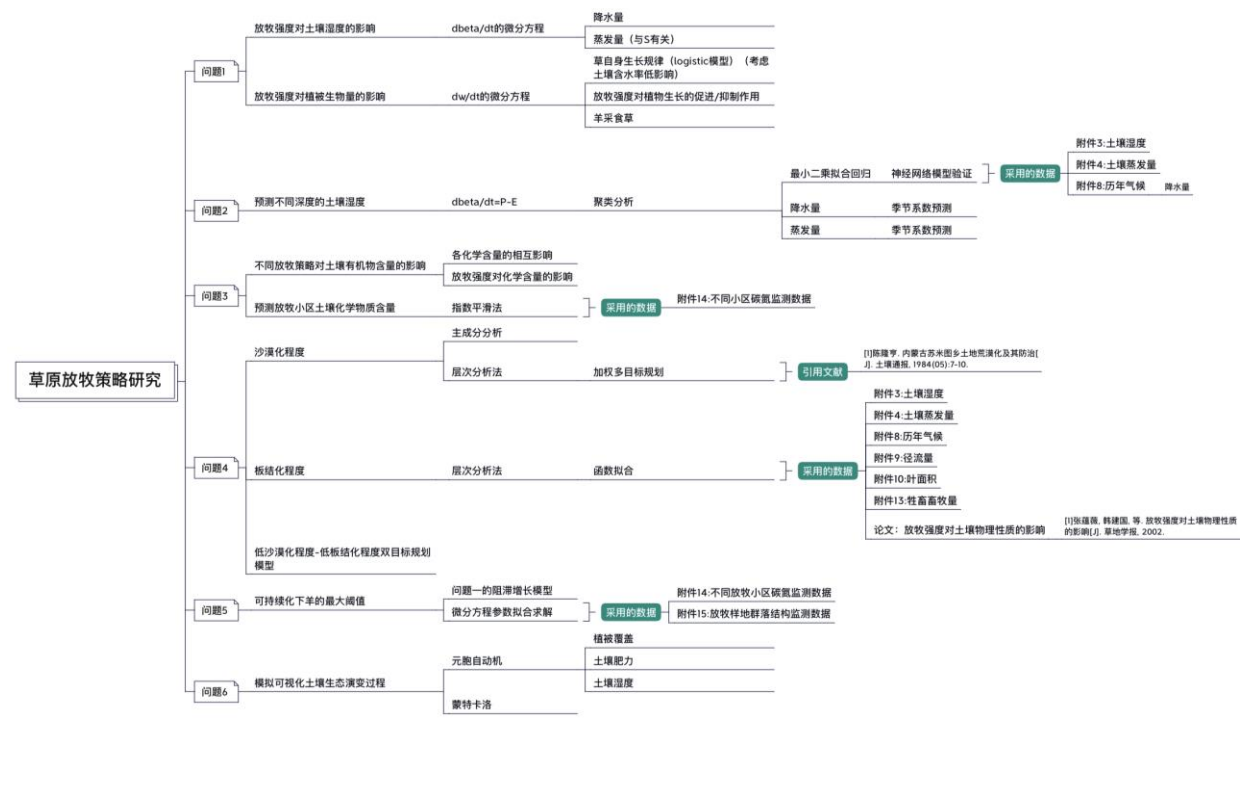 草原放牧策略研究
问题1
放牧强度对土壤湿度的影响
dbeta/dt的微分方程
降水量
蒸发量（与S有关）
放牧强度对植被生物量的影响
dw/dt的微分方程
草自身生长规律（logistic模型）（考虑
土壤含水率低影响）
放牧强度对植物生长的促进/抑制作用
羊采食草
问题2
预测不同深度的土壤湿度
dbeta/dt=P-E
聚类分析
最小二乘拟合回归
神经网络模型验证
采用的数据
附件3:土壤湿度
附件4:土壤蒸发量
附件8:历年气候
降水量
降水量
季节系数预测
蒸发量
季节系数预测
问题3
不同放牧策略对土壤有机物含量的影响
各化学含量的相互影响
放牧强度对化学含量的影响
预测放牧小区土壤化学物质含量
指数平滑法
采用的数据
附件14:不同小区碳氮监测数据
问题4
沙漠化程度
主成分分析
层次分析法
加权多目标规划
引用文献
[1]陈隆亨. 内蒙古苏米图乡土地荒漠化及其防治[
J]. 土壤通报, 1984(05):7-10.
板结化程度
层次分析法
函数拟合
采用的数据
附件3:土壤湿度
附件4:土壤蒸发量
附件8:历年气候
附件9:径流量
附件10:叶面积
附件13:牲畜畜牧量
论文：放牧强度对土壤物理性质的影响
[1]张蕴薇, 韩建国, 等. 放牧强度对土壤物理性质
的影响[J]. 草地学报, 2002.
低沙漠化程度-低板结化程度双目标规划
模型
问题5
可持续化下羊的最大阈值
问题一的阻滞增长模型
微分方程参数拟合求解
采用的数据
附件14:不同放牧小区碳氮监测数据
附件15:放牧样地群落结构监测数据
问题6
模拟可视化土壤生态演变过程
元胞自动机
植被覆盖
土壤肥力
土壤湿度
蒙特卡洛